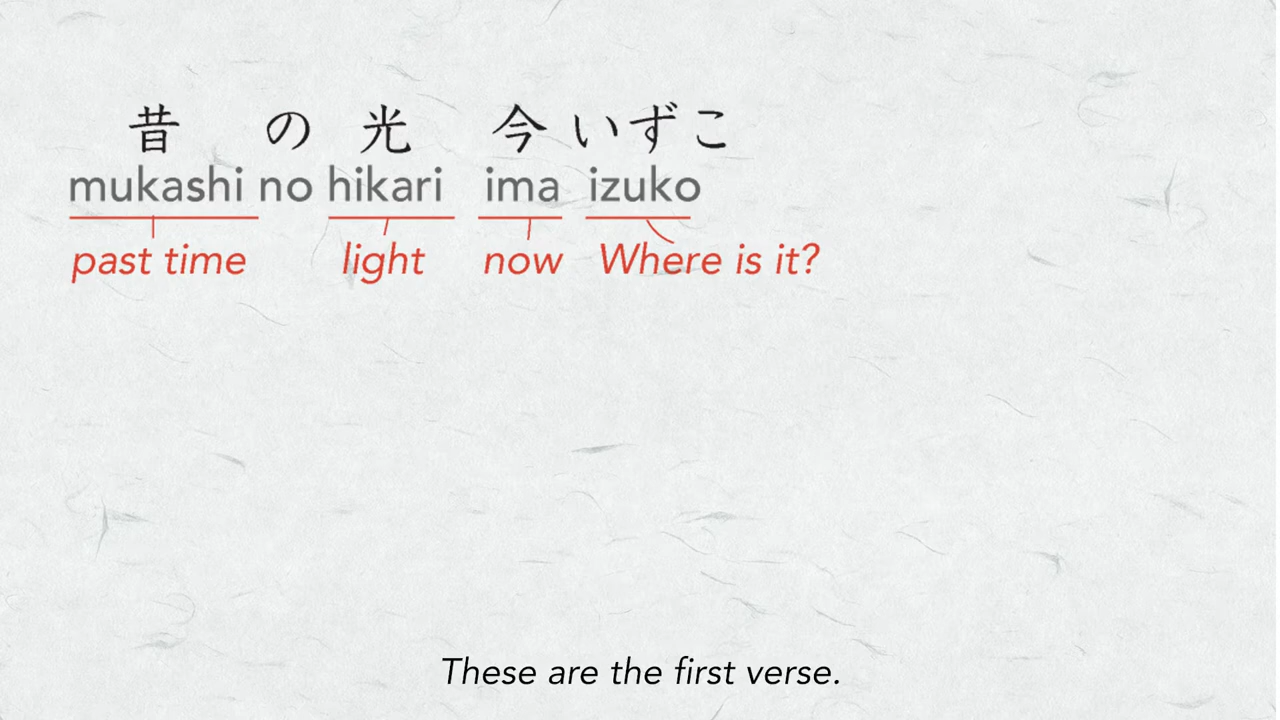 昔の光 今いずこ
mukashi no hikari ima izuko
past time light now Where is it?
These are the first verse.